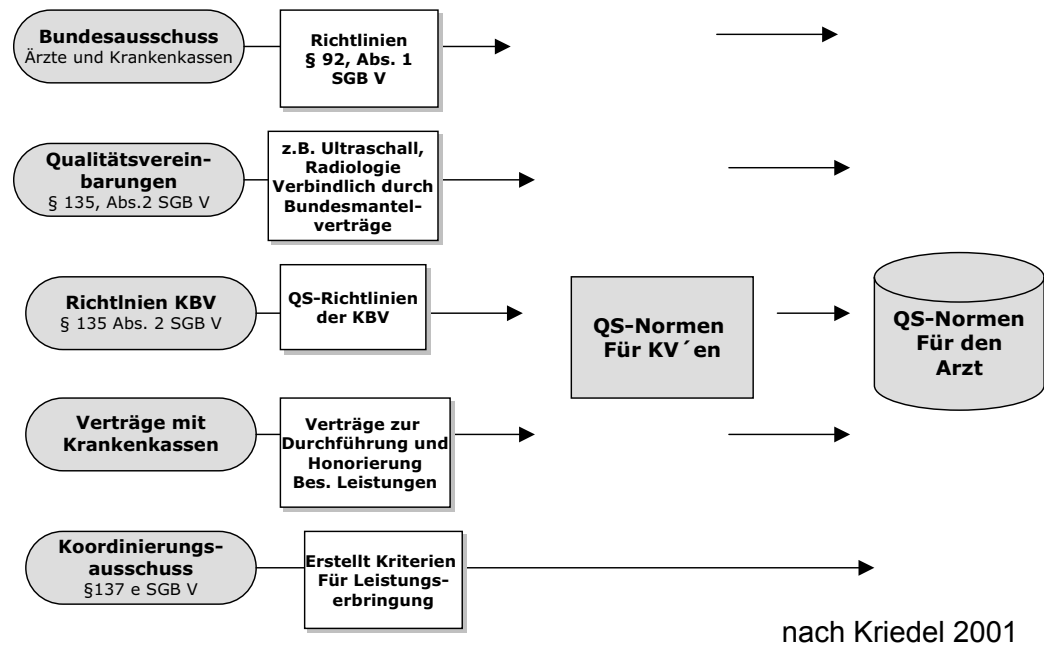 Bundesausschuss
Ärzte und Krankenkassen
Richtlinien
§ 92, Abs. 1
SGB V
Qualitätsverein-
barungen
§ 135, Abs.2 SGB V
z.B. Ultraschall,
Radiologie
Verbindlich durch
Bundesmantel-
verträge
Richtlnien KBV
§ 135 Abs. 2 SGB V
QS-Richtlinien
der KBV
QS-Normen
Für KV´en
QS-Normen
Für den
Arzt
Verträge mit
Krankenkassen
Verträge zur
Durchführung und
Honorierung
Bes. Leistungen
Koordinierungs-
ausschuss
§137 e SGB V
Erstellt Kriterien
Für Leistungs-
erbringung
nach Kriedel 2001